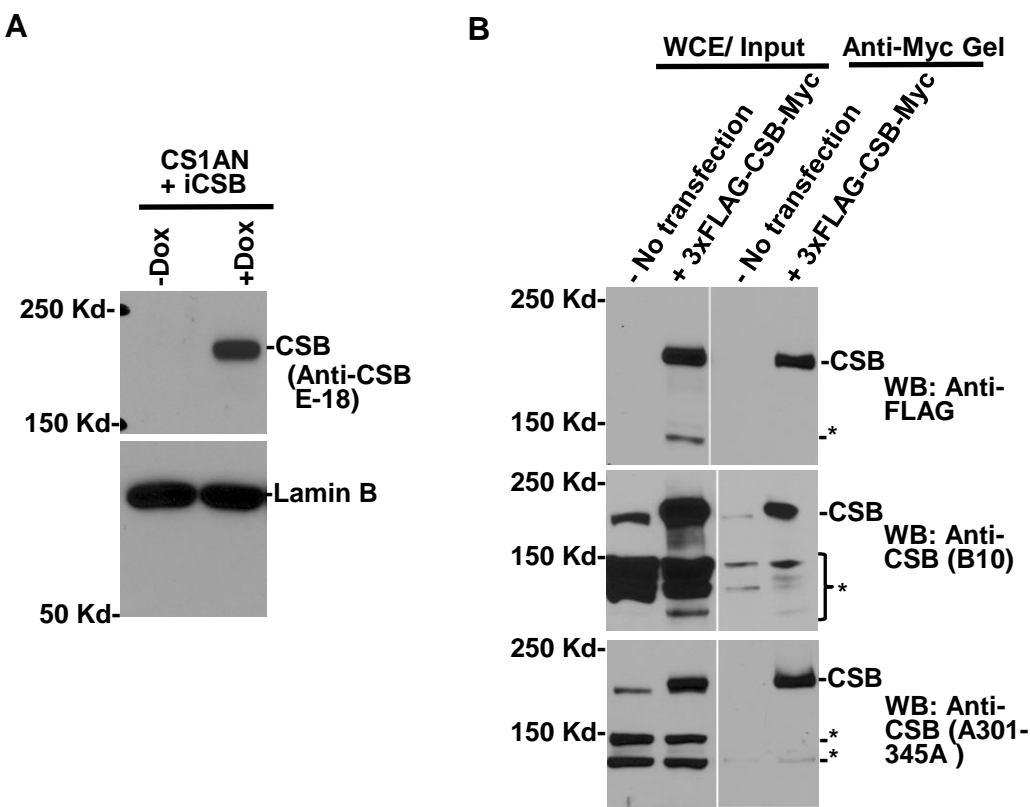 A
CS1AN
+ iCSB
-Dox
+Dox
250 Kd-
-CSB
(Anti-CSB
E-18)
150 Kd-
-Lamin B
50 Kd-
B
WCE/ Input
Anti-Myc Gel
- No transfection
+ 3xFLAG-CSB-Myc
- No transfection
+ 3xFLAG-CSB-Myc
250 Kd-
-CSB
WB: Anti-
FLAG
150 Kd-
-*
250 Kd-
-CSB
WB: Anti-
CSB (B10)
150 Kd-
-*
250 Kd-
-CSB
WB: Anti-
CSB (A301-
345A )
150 Kd-
-*
-*